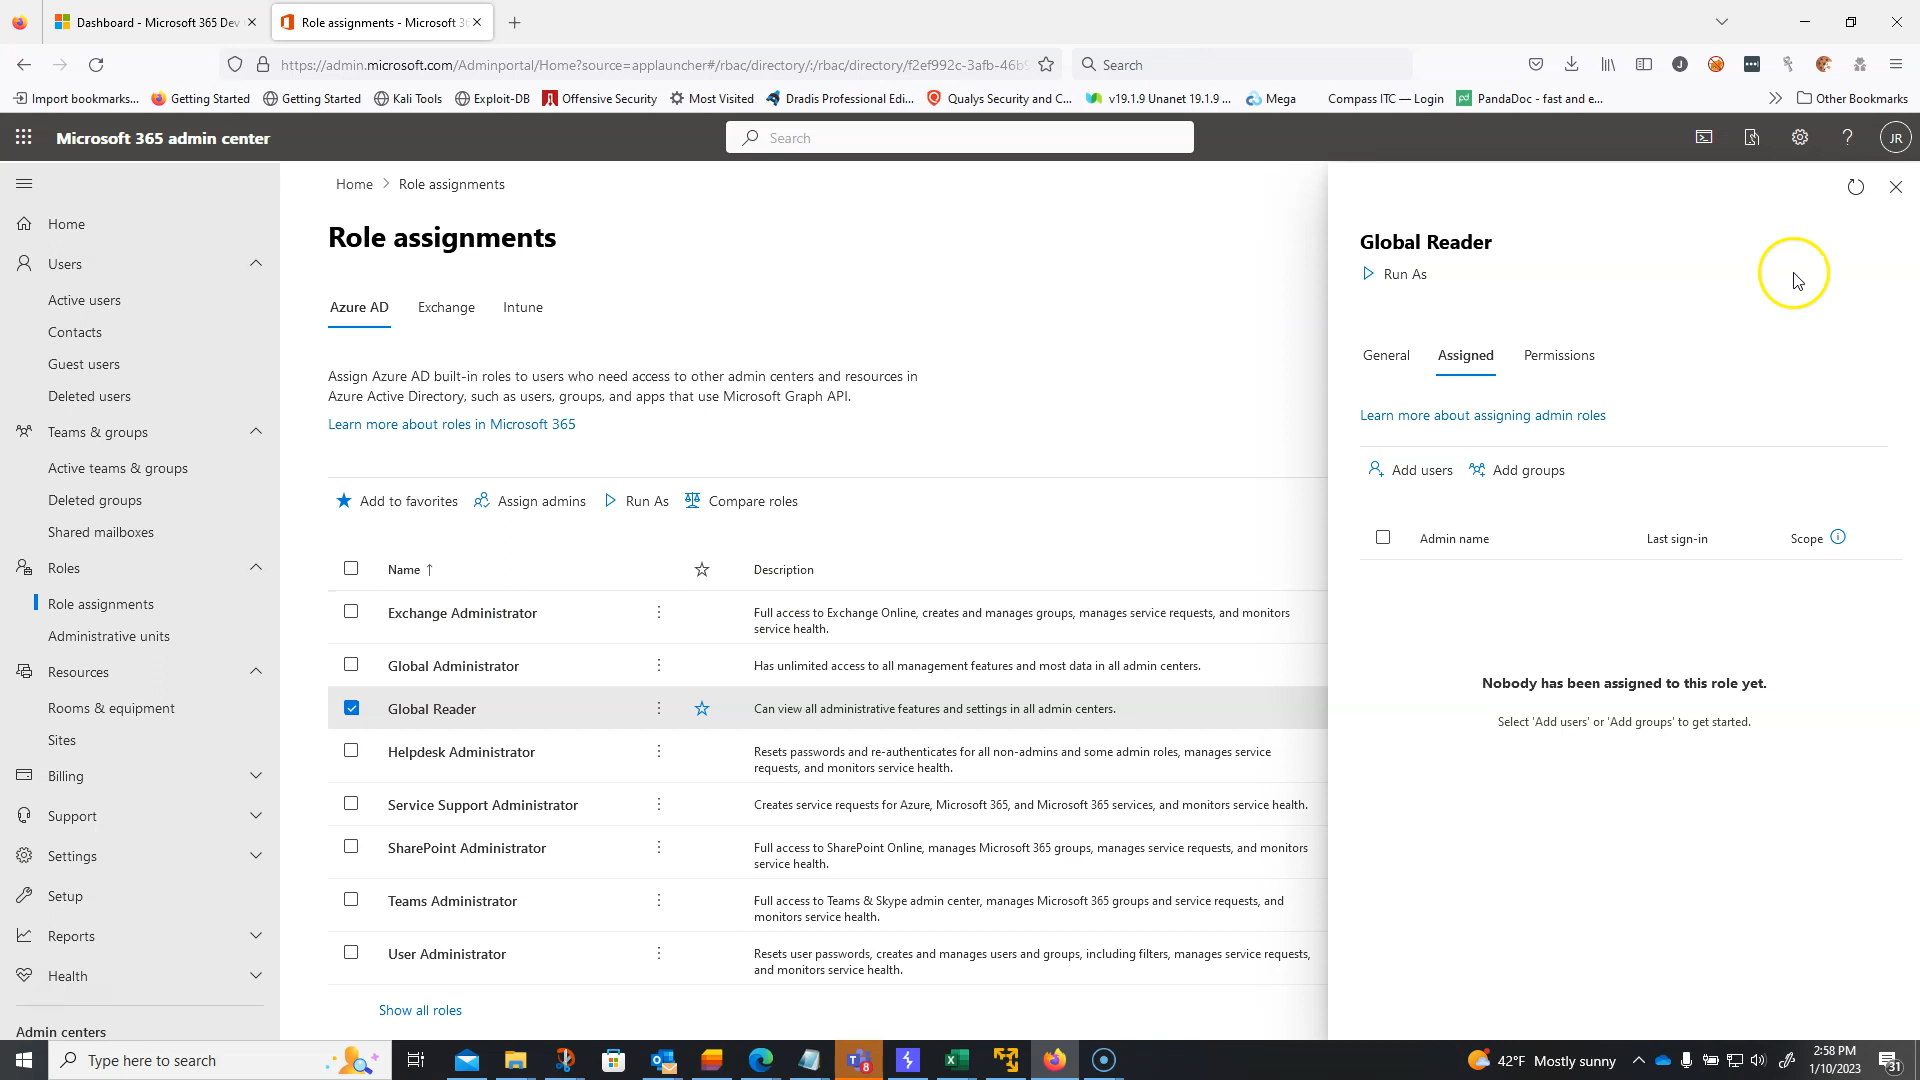 Dashboard - Microsoft 365 Dev
Role assignments - Microsoft 36
https://admin.microsoft.com/Adminportal/Home?source=applauncher#/rbac/directory/:/rbac/directory/f2ef992c-3afb-46b9
Search
Import bookmarks...
Getting Started
Getting Started
Kali Tools
Exploit-DB
Offensive Security
Most Visited
Dradis Professional Edi...
Qualys Security and C...
v19.1.9 Unanet 19.1.9 ...
Mega
Compass ITC — Login
PandaDoc - fast and e...
Other Bookmarks
Microsoft 365 admin center
Search
JR
Home
Users
Active users
Contacts
Guest users
Deleted users
Teams & groups
Active teams & groups
Deleted groups
Shared mailboxes
Roles
Role assignments
Administrative units
Resources
Rooms & equipment
Sites
Billing
Support
Settings
Setup
Reports
Health
Admin centers
Home > Role assignments
Role assignments
Azure AD
Exchange
Intune
Assign Azure AD built-in roles to users who need access to other admin centers and resources in
Azure Active Directory, such as users, groups, and apps that use Microsoft Graph API.
Learn more about roles in Microsoft 365
Add to favorites
Assign admins
Run As
Compare roles
Name ↑
Description
Exchange Administrator
Full access to Exchange Online, creates and manages groups, manages service requests, and monitors
service health.
Global Administrator
Has unlimited access to all management features and most data in all admin centers.
Global Reader
Can view all administrative features and settings in all admin centers.
Helpdesk Administrator
Resets passwords and re-authenticates for all non-admins and some admin roles, manages service
requests, and monitors service health.
Service Support Administrator
Creates service requests for Azure, Microsoft 365, and Microsoft 365 services, and monitors service health.
SharePoint Administrator
Full access to SharePoint Online, manages Microsoft 365 groups, manages service requests, and monitors
service health.
Teams Administrator
Full access to Teams & Skype admin center, manages Microsoft 365 groups and service requests, and
monitors service health.
User Administrator
Resets user passwords, creates and manages users and groups, including filters, manages service requests,
and monitors service health.
Show all roles
Global Reader
Run As
General
Assigned
Permissions
Learn more about assigning admin roles
Add users
Add groups
Admin name
Last sign-in
Scope
Nobody has been assigned to this role yet.
Select 'Add users' or 'Add groups' to get started.
Type here to search
8
42°F Mostly sunny
2:58 PM
1/10/2023
31